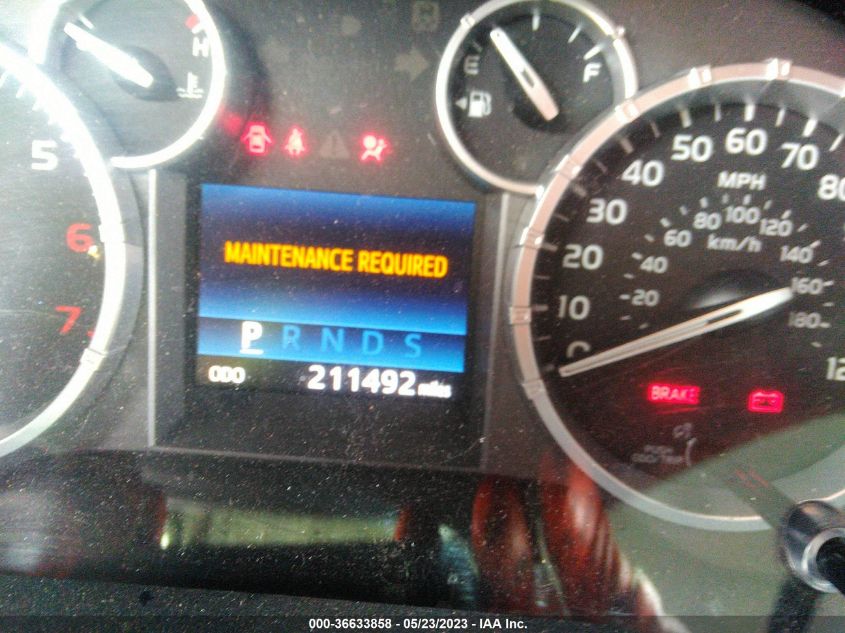 H
E
F
5
6
7
MAINTENANCE REQUIRED
P R N D S
ODO 211492 miles
0 10 20 30 40 50 60 70 80
MPH
20 40 60 80 100 120 140 160 180
km/h
BRAKE
000-36633858 - 05/23/2023 - IAA Inc.